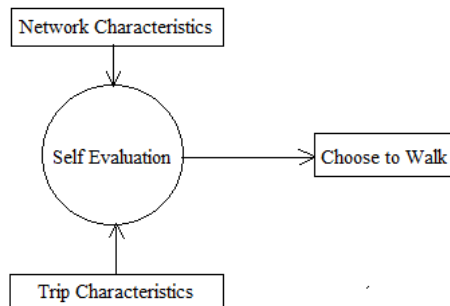 Network Characteristics
Self Evaluation
Choose to Walk
Trip Characteristics